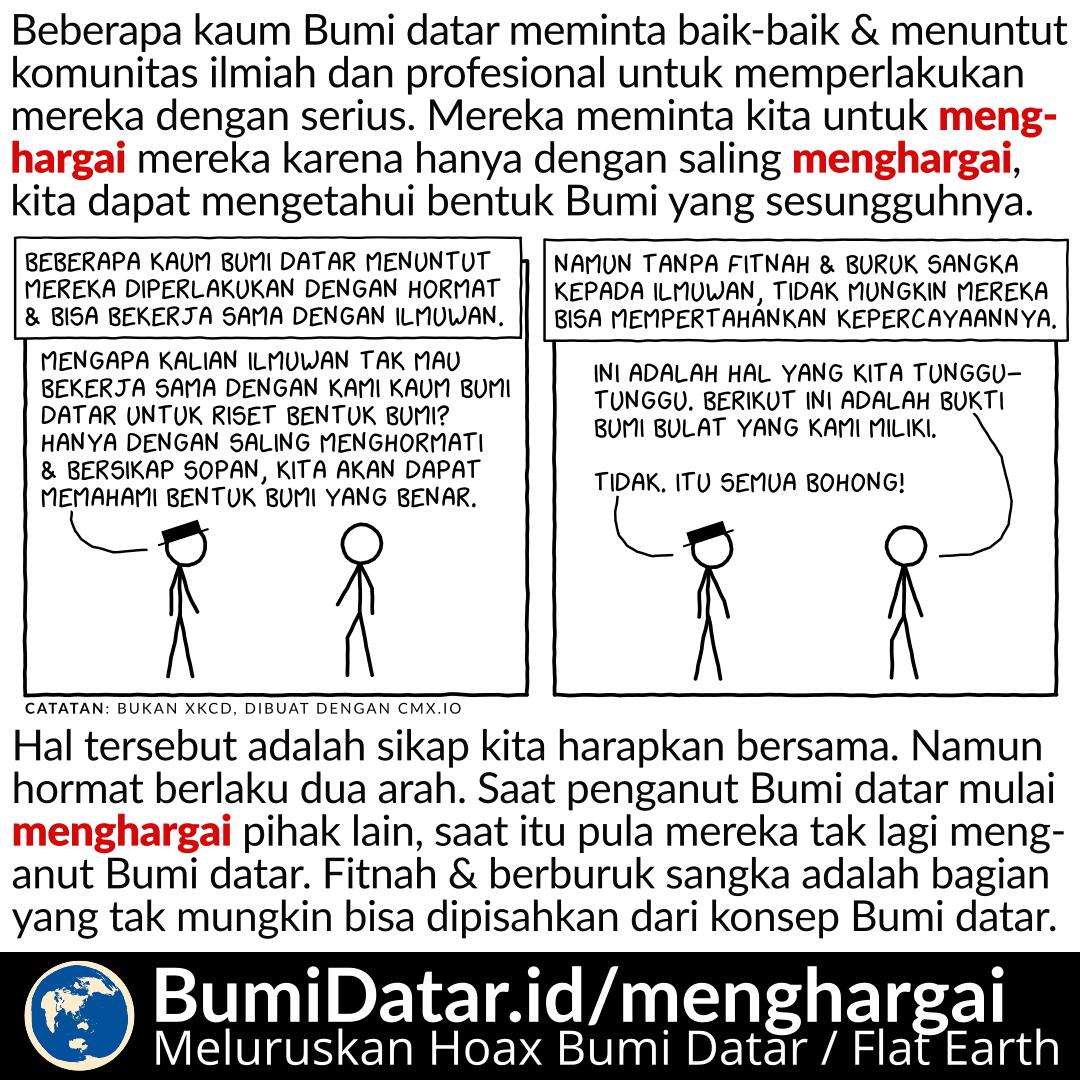 Beberapa kaum Bumi datar meminta baik-baik & menuntut
komunitas ilmiah dan profesional untuk memperlakukan
mereka dengan serius. Mereka meminta kita untuk meng-
hargai mereka karena hanya dengan saling menghargai,
kita dapat mengetahui bentuk Bumi yang sesungguhnya.
BEBERAPA KAUM BUMI DATAR MENUNTUT
MEREKA DIPERLAKUKAN DENGAN HORMAT
& BISA BEKERJA SAMA DENGAN ILMUWAN.
MENGAPA KALIAN ILMUWAN TAK MAU
BEKERJA SAMA DENGAN KAMI KAUM BUMI
DATAR UNTUK RISET BENTUK BUMI?
HANYA DENGAN SALING MENGHORMATI
& BERSIKAP SOPAN, KITA AKAN DAPAT
MEMAHAMI BENTUK BUMI YANG BENAR.
NAMUN TANPA FITNAH & BURUK SANGKA
KEPADA ILMUWAN, TIDAK MUNGKIN MEREKA
BISA MEMPERTAHANKAN KEPERCAYAANNYA.
INI ADALAH HAL YANG KITA TUNGGU-
TUNGGU. BERIKUT INI ADALAH BUKTI
BUMI BULAT YANG KAMI MILIKI.
TIDAK. ITU SEMUA BOHONG!
CATATAN: BUKAN XKCD, DIBUAT DENGAN CMX.IO
Hal tersebut adalah sikap kita harapkan bersama. Namun
hormat berlaku dua arah. Saat penganut Bumi datar mulai
menghargai pihak lain, saat itu pula mereka tak lagi meng-
anut Bumi datar. Fitnah & berburuk sangka adalah bagian
yang tak mungkin bisa dipisahkan dari konsep Bumi datar.
BumiDatar.id/menghargai
Meluruskan Hoax Bumi Datar / Flat Earth